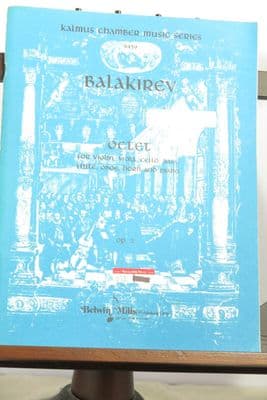 KALMUS CHAMBER MUSIC SERIES
BALAKIREV
OCTET
FOR VIOLIN, VIOLA, CELLO, BASS
FLUTE, OBOE, HORN AND PIANO
OP. 3
Belwin Mills